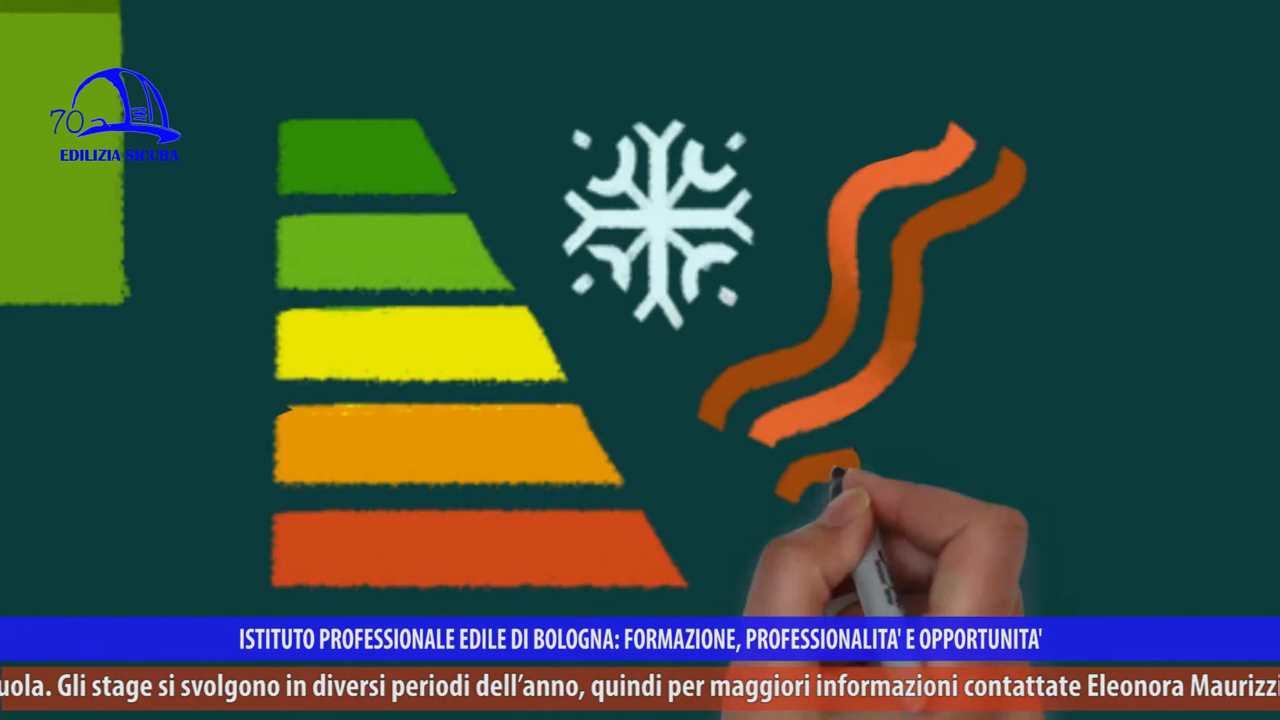 70
EDILIZIA SICURA
ISTITUTO PROFESSIONALE EDILE DI BOLOGNA: FORMAZIONE, PROFESSIONALITA' E OPPORTUNITA'
uola. Gli stage si svolgono in diversi periodi dell’anno, quindi per maggiori informazioni contattate Eleonora Maurizzi